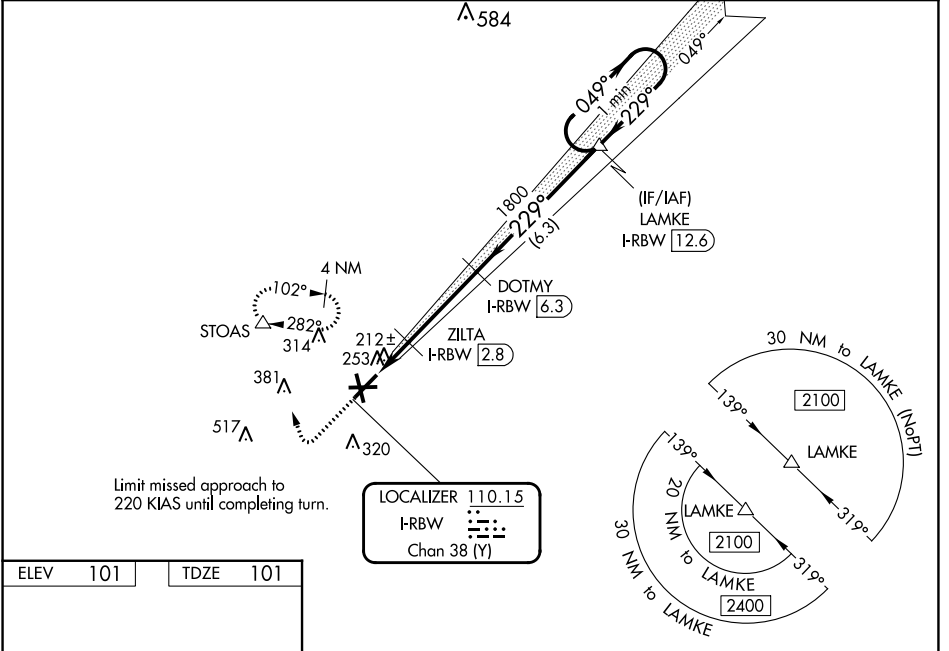 584
049°
049°
1 min
229°
1800
229°
(6.3)
(IF/IAF)
LAMKE
I-RBW 12.6
4 NM
102°
282°
STOAS
314
DOTMY
I-RBW 6.3
212±
253
ZILTA
I-RBW 2.8
381
517
320
30 NM to LAMKE (NoPT)
2100
139°
LAMKE
319°
139°
20 NM to LAMKE
LAMKE
2100
319°
30 NM to LAMKE
2400
Limit missed approach to
220 KIAS until completing turn.
LOCALIZER 110.15
I-RBW
Chan 38 (Y)
ELEV 101
TDZE 101